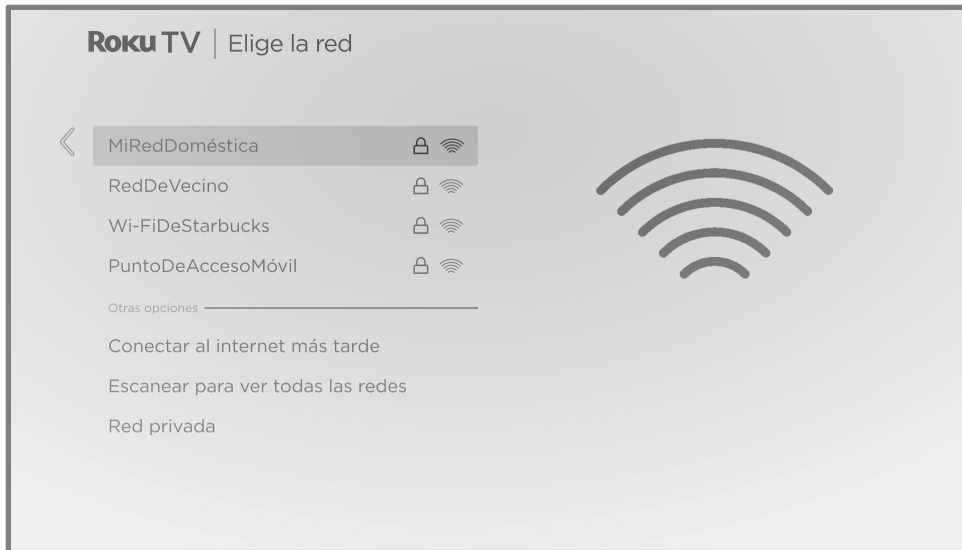 Roku TV | Elige la red
MiRedDoméstica
RedDeVecino
Wi-FiDeStarbucks
PuntoDeAccesoMóvil
Otras opciones
Conectar al internet más tarde
Escanear para ver todas las redes
Red privada